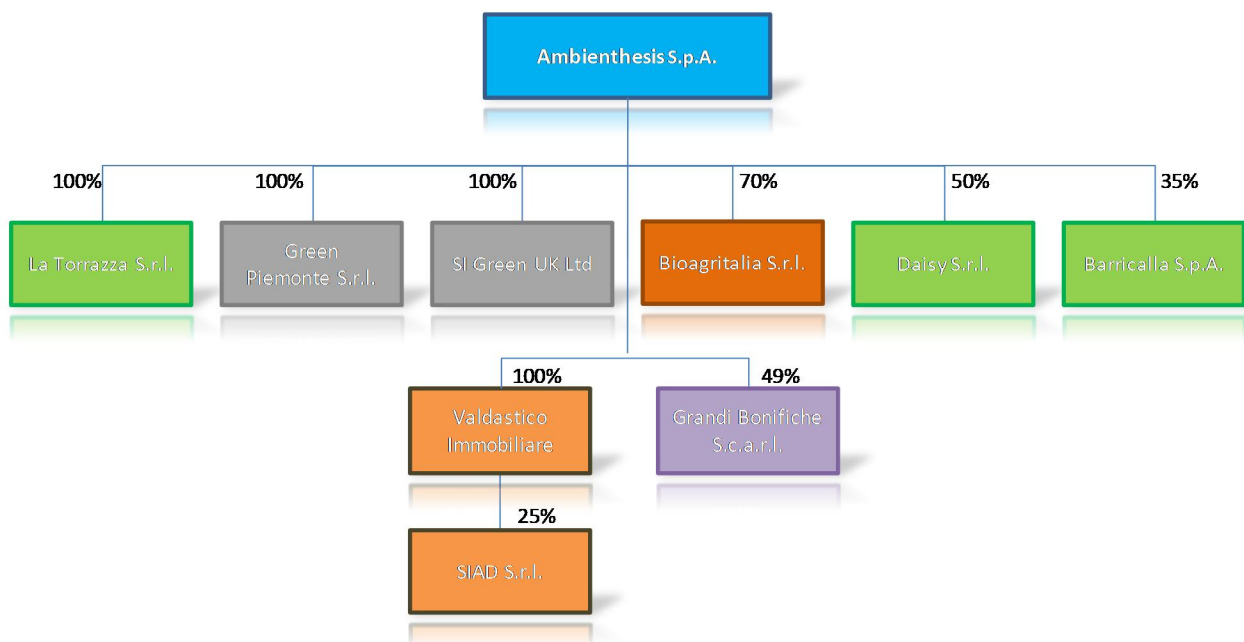 Ambienthesis S.p.A.
100%
100%
100%
70%
50%
35%
La Torrazza S.r.l.
Green
Piemonte S.r.l.
SI Green UK Ltd
Bioagritalia S.r.l.
Daisy S.r.l.
Barricalla S.p.A.
100%
49%
Valdastico
Immobiliare
Grandi Bonifiche
S.c.a.r.l.
25%
SIAD S.r.l.